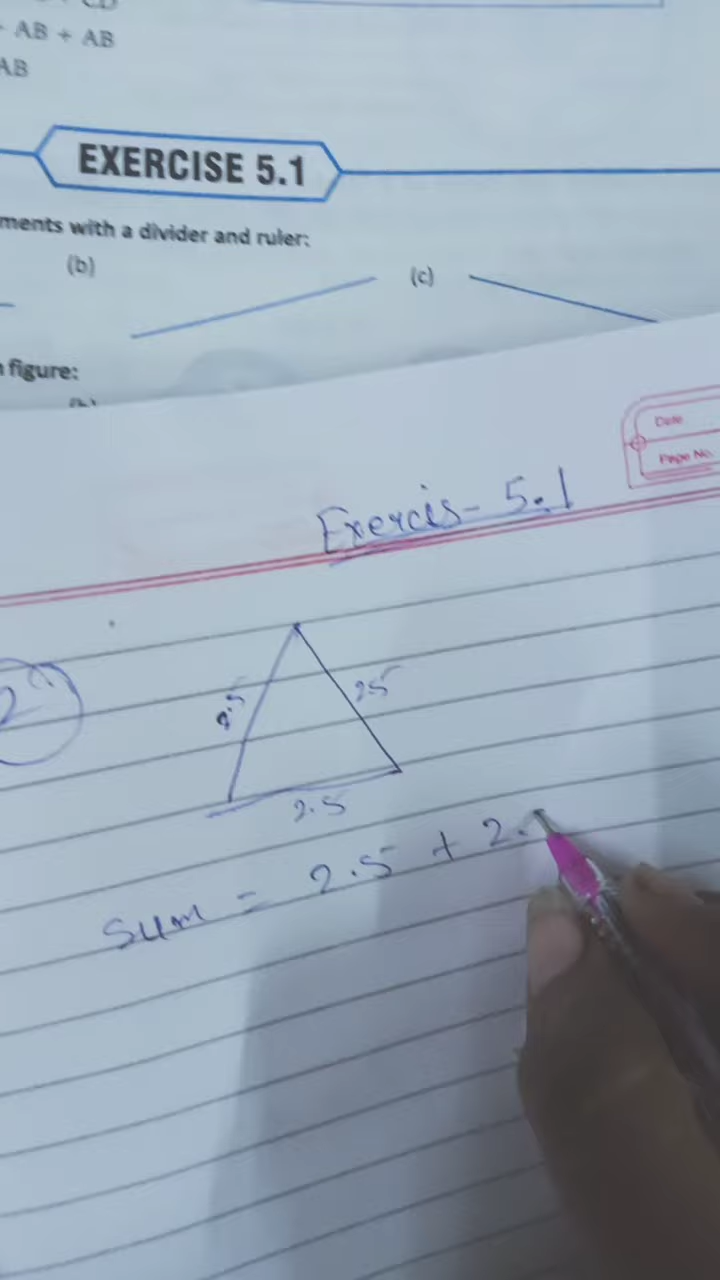 AB + AB
AB
EXERCISE 5.1
ments with a divider and ruler:
(b)
(c)
figure:
Date
Page No.
Exercis- 5.1
2
2.5
2.5
Sum = 2.5 + 2.